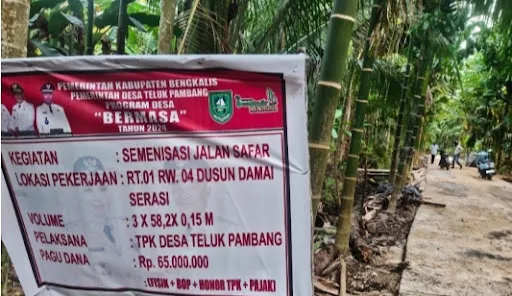 PEMERINTAH KABUPATEN BENGKALIS
PEMERINTAH DESA TELUK PAMBANG
PROGRAM DESA
"BERMASA"
TAHUN 2024
KEGIATAN : SEMENISASI JALAN SAFAR
LOKASI PEKERJAAN : RT.01 RW. 04 DUSUN DAMAI
SERASI
VOLUME : 3 X 58,2X 0,15 M
PELAKSANA : TPK DESA TELUK PAMBANG
PAGU DANA : Rp. 65.000.000
: (FISIK + BOP + HONOR TPK + PAJAK)